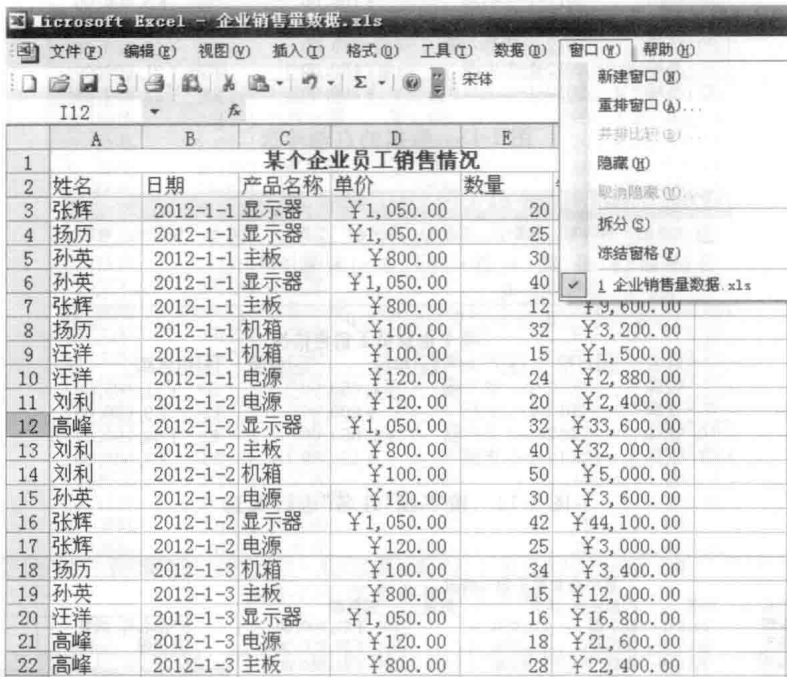 Microsoft Excel - 企业销售量数据.xls
文件(F) 编辑(E) 视图(V) 插入(I) 格式(O) 工具(T) 数据(D) 窗口(W) 帮助(H)
Σ 宋体
新建窗口(N)
重排窗口(A)...
并排比较(B)...
隐藏(H)
取消隐藏(U)...
拆分(S)
冻结窗格(F)
✓ 1 企业销售量数据.xls
I12 fx
A B C D E
1 某个企业员工销售情况
2 姓名 日期 产品名称 单价 数量
3 张辉 2012-1-1 显示器 ¥1,050.00 20
4 扬历 2012-1-1 显示器 ¥1,050.00 25
5 孙英 2012-1-1 主板 ¥800.00 30
6 孙英 2012-1-1 显示器 ¥1,050.00 40
7 张辉 2012-1-1 主板 ¥800.00 12 ¥9,600.00
8 扬历 2012-1-1 机箱 ¥100.00 32 ¥3,200.00
9 汪洋 2012-1-1 机箱 ¥100.00 15 ¥1,500.00
10 汪洋 2012-1-1 电源 ¥120.00 24 ¥2,880.00
11 刘利 2012-1-2 电源 ¥120.00 20 ¥2,400.00
12 高峰 2012-1-2 显示器 ¥1,050.00 32 ¥33,600.00
13 刘利 2012-1-2 主板 ¥800.00 40 ¥32,000.00
14 刘利 2012-1-2 机箱 ¥100.00 50 ¥5,000.00
15 孙英 2012-1-2 电源 ¥120.00 30 ¥3,600.00
16 张辉 2012-1-2 显示器 ¥1,050.00 42 ¥44,100.00
17 张辉 2012-1-2 电源 ¥120.00 25 ¥3,000.00
18 扬历 2012-1-3 机箱 ¥100.00 34 ¥3,400.00
19 孙英 2012-1-3 主板 ¥800.00 15 ¥12,000.00
20 汪洋 2012-1-3 显示器 ¥1,050.00 16 ¥16,800.00
21 高峰 2012-1-3 电源 ¥120.00 18 ¥21,600.00
22 高峰 2012-1-3 主板 ¥800.00 28 ¥22,400.00